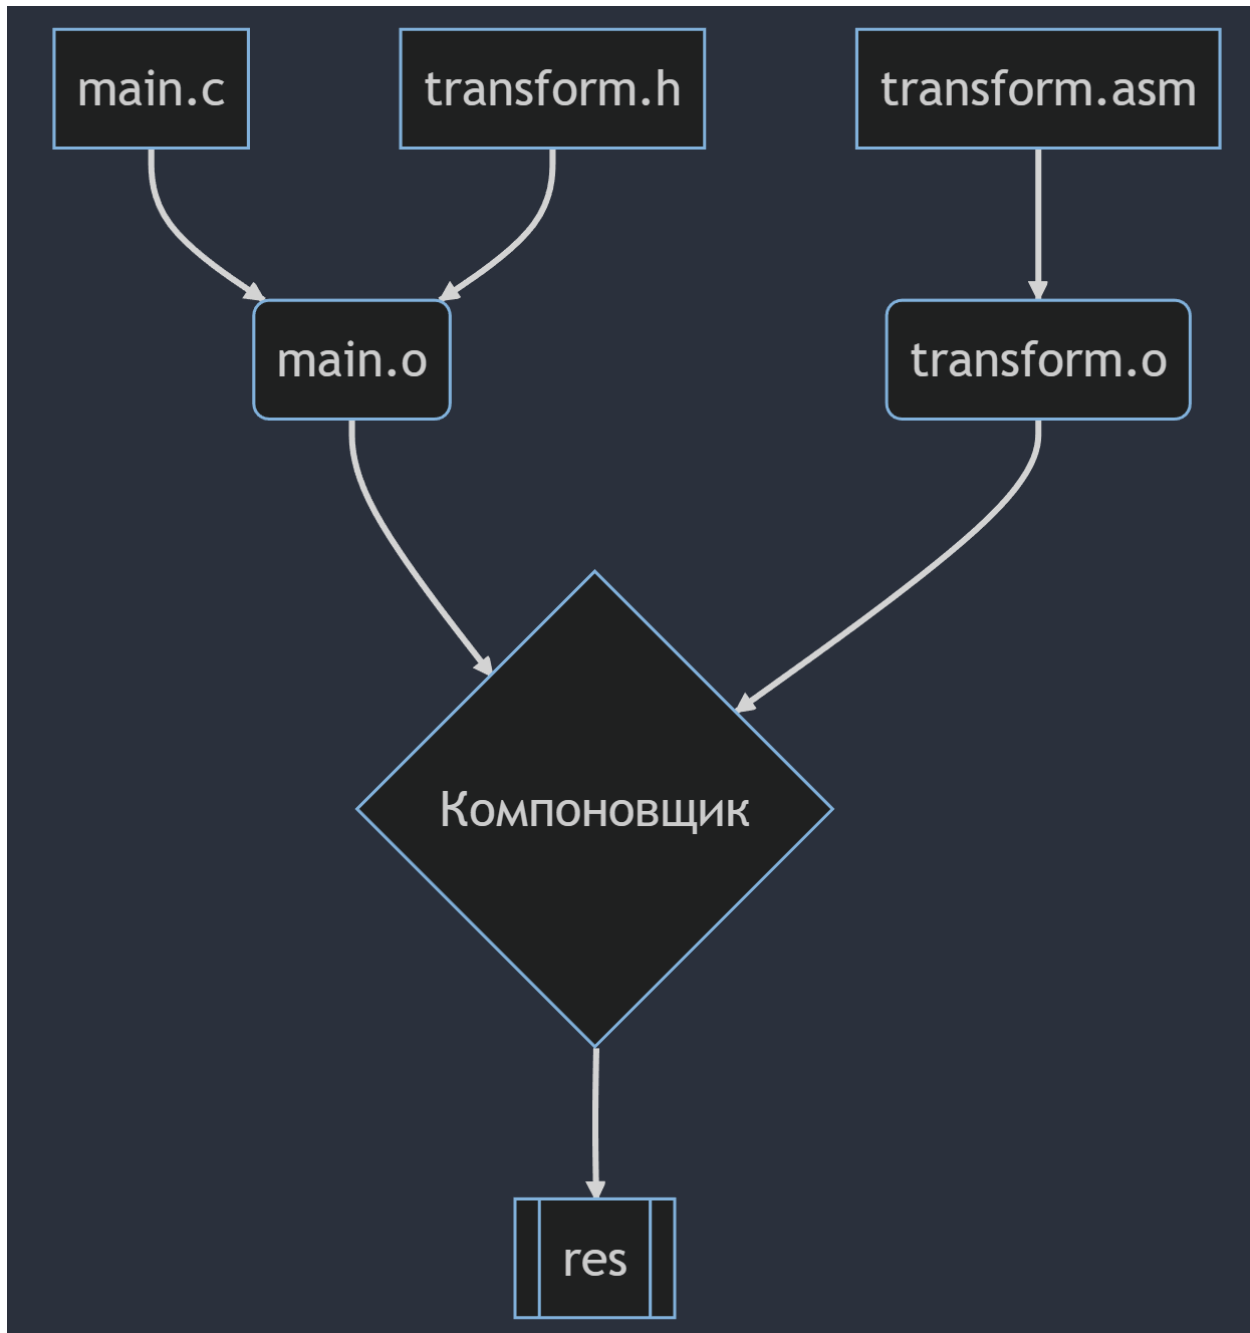 main.c
transform.h
transform.asm
main.o
transform.o
Компоновщик
res